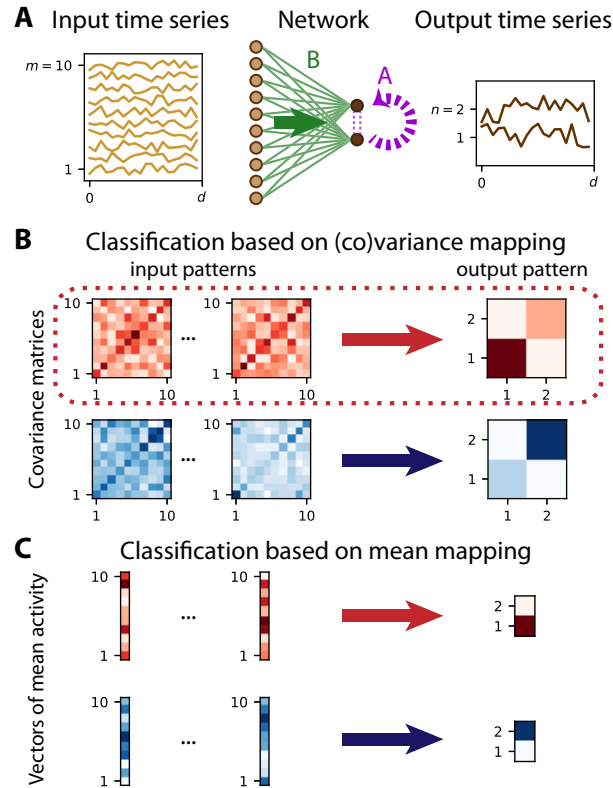 A Input time series Network Output time series
B
A
m = 10
1
0 d
n = 2
1
0 d
B Classification based on (co)variance mapping
input patterns output pattern
Covariance matrices
10 ... 2
1 1
1 10 1 10 1 2
10 ... 2
1 1
1 10 1 10 1 2
C Classification based on mean mapping
Vectors of mean activity
10 10
... 2
1 1 1
10 10
... 2
1 1 1